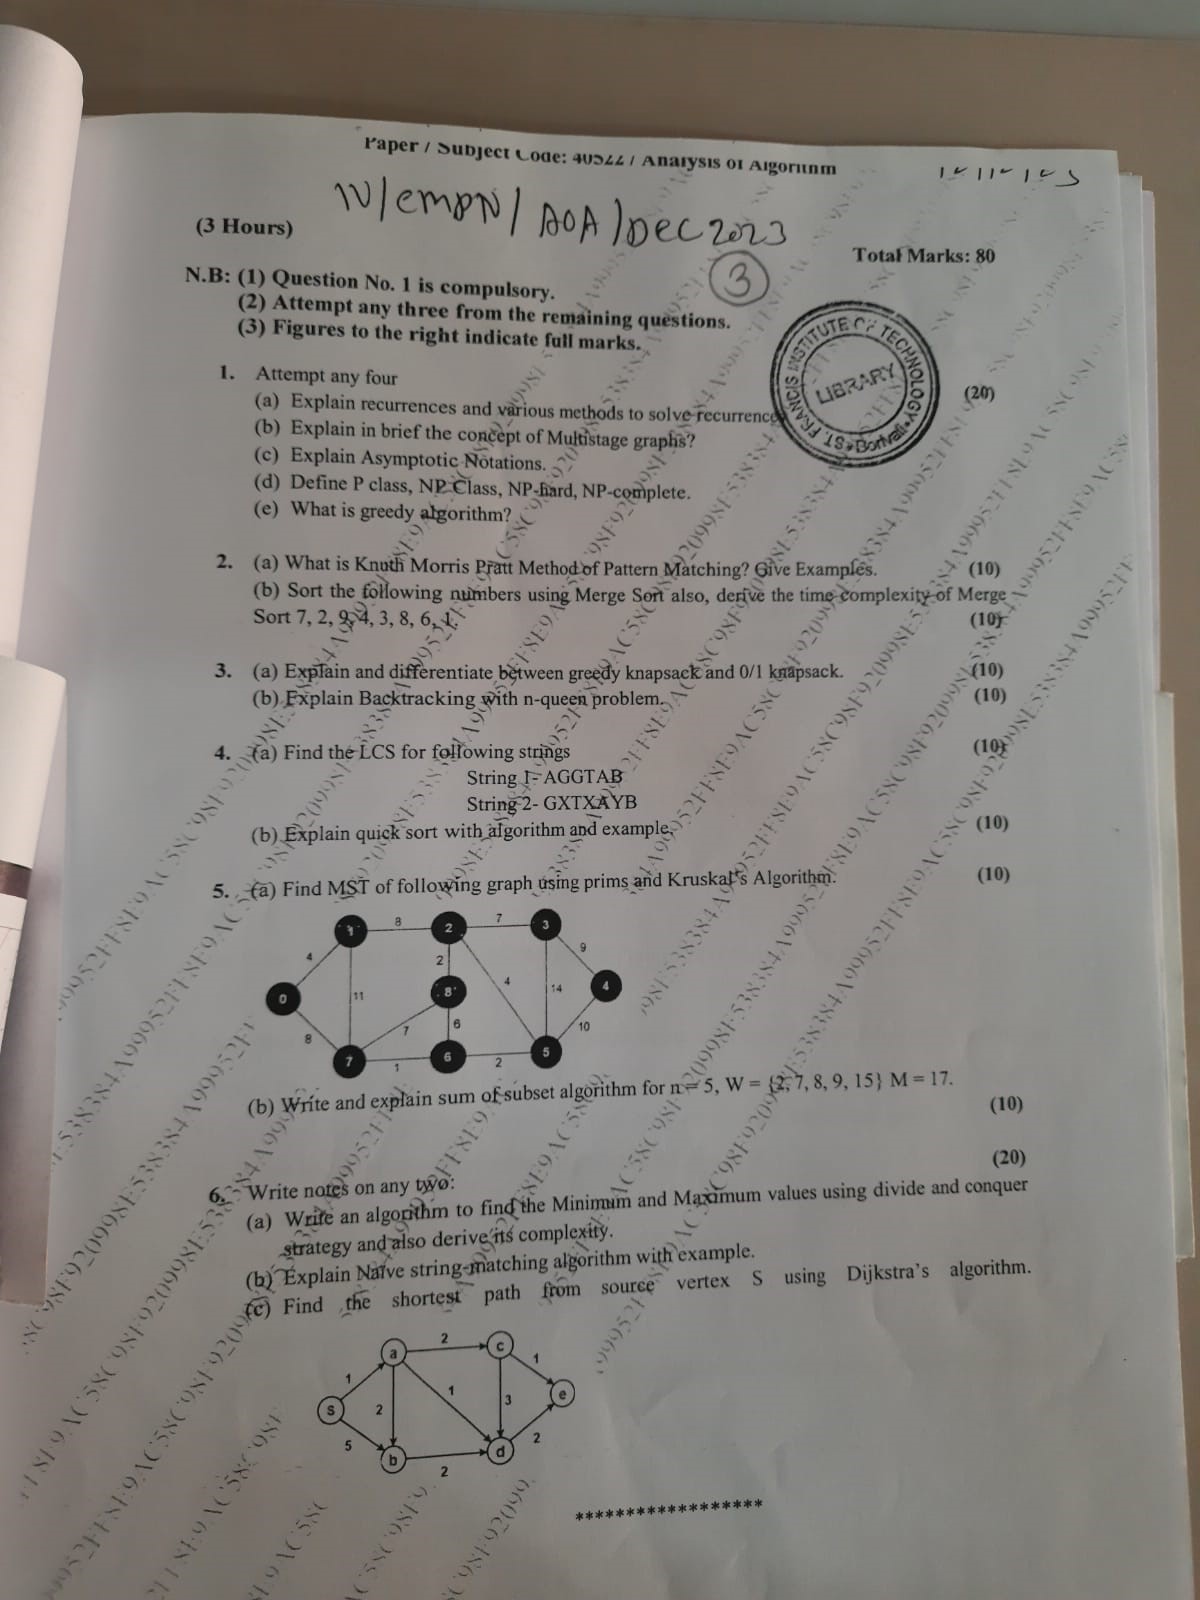 Paper / Subject Code: 40522 / Analysis of Algorithm
IV/cmpN/AOA/Dec 2023
(3 Hours)
Total Marks: 80
3
N.B: (1) Question No. 1 is compulsory.
(2) Attempt any three from the remaining questions.
(3) Figures to the right indicate full marks.
ST. FRANCIS INSTITUTE OF TECHNOLOGY
LIBRARY
Borivali
1. Attempt any four (20)
(a) Explain recurrences and various methods to solve recurrence
(b) Explain in brief the concept of Multistage graphs?
(c) Explain Asymptotic Notations.
(d) Define P class, NP Class, NP-hard, NP-complete.
(e) What is greedy algorithm?
2. (a) What is Knuth Morris Pratt Method of Pattern Matching? Give Examples. (10)
(b) Sort the following numbers using Merge Sort also, derive the time complexity of Merge
Sort 7, 2, 9, 4, 3, 8, 6, 1. (10)
3. (a) Explain and differentiate between greedy knapsack and 0/1 knapsack. (10)
(b) Explain Backtracking with n-queen problem. (10)
4. (a) Find the LCS for following strings (10)
String 1- AGGTAB
String 2- GXTXAYB
(b) Explain quick sort with algorithm and example. (10)
5. (a) Find MST of following graph using prims and Kruskal's Algorithm. (10)
1 8 2 7 3
4 2 9
0 11 8 4 14 4
8 7 6 10
7 1 6 2 5
(b) Write and explain sum of subset algorithm for n = 5, W = {2, 7, 8, 9, 15} M = 17.
(10)
(20)
6. Write notes on any two:
(a) Write an algorithm to find the Minimum and Maximum values using divide and conquer
strategy and also derive its complexity.
(b) Explain Naïve string-matching algorithm with example.
(c) Find the shortest path from source vertex S using Dijkstra's algorithm.
a 2 c
1 1
S 2 1 3 e
5 2
b 2 d
******************